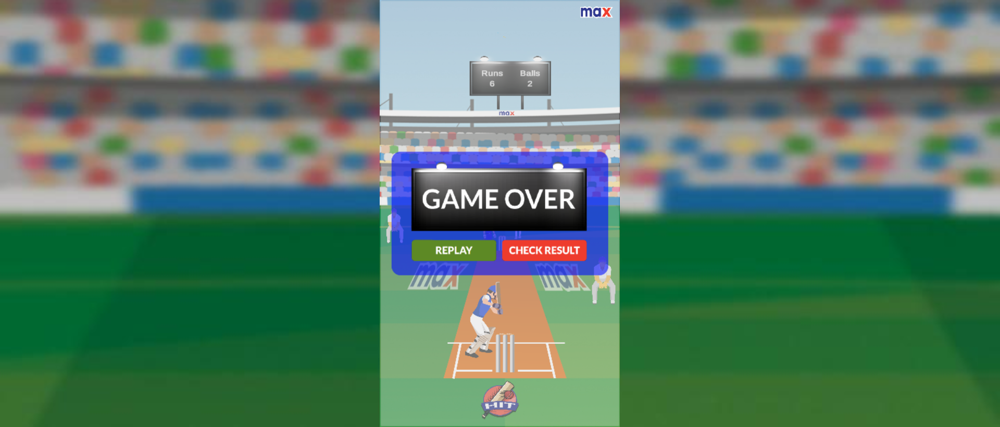 max
Runs Balls
6 2
max
GAME OVER
REPLAY CHECK RESULT
max max
HIT